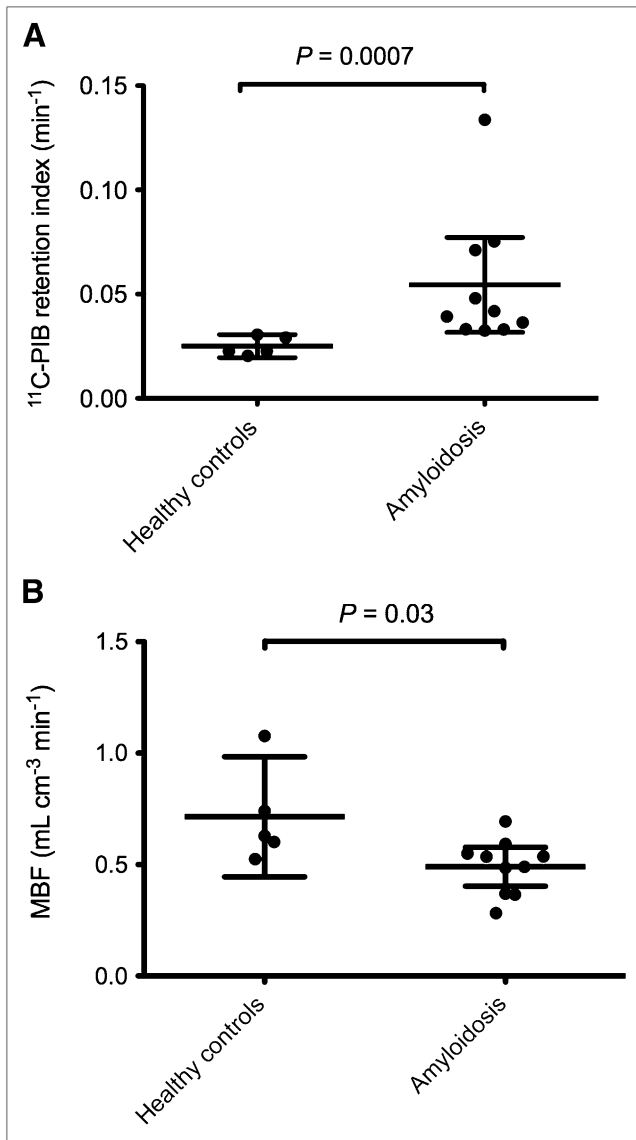 A
P = 0.0007
¹¹C-PIB retention index (min⁻¹)
0.15
0.10
0.05
0.00
Healthy controls
Amyloidosis
B
P = 0.03
MBF (mL cm⁻³ min⁻¹)
1.5
1.0
0.5
0.0
Healthy controls
Amyloidosis